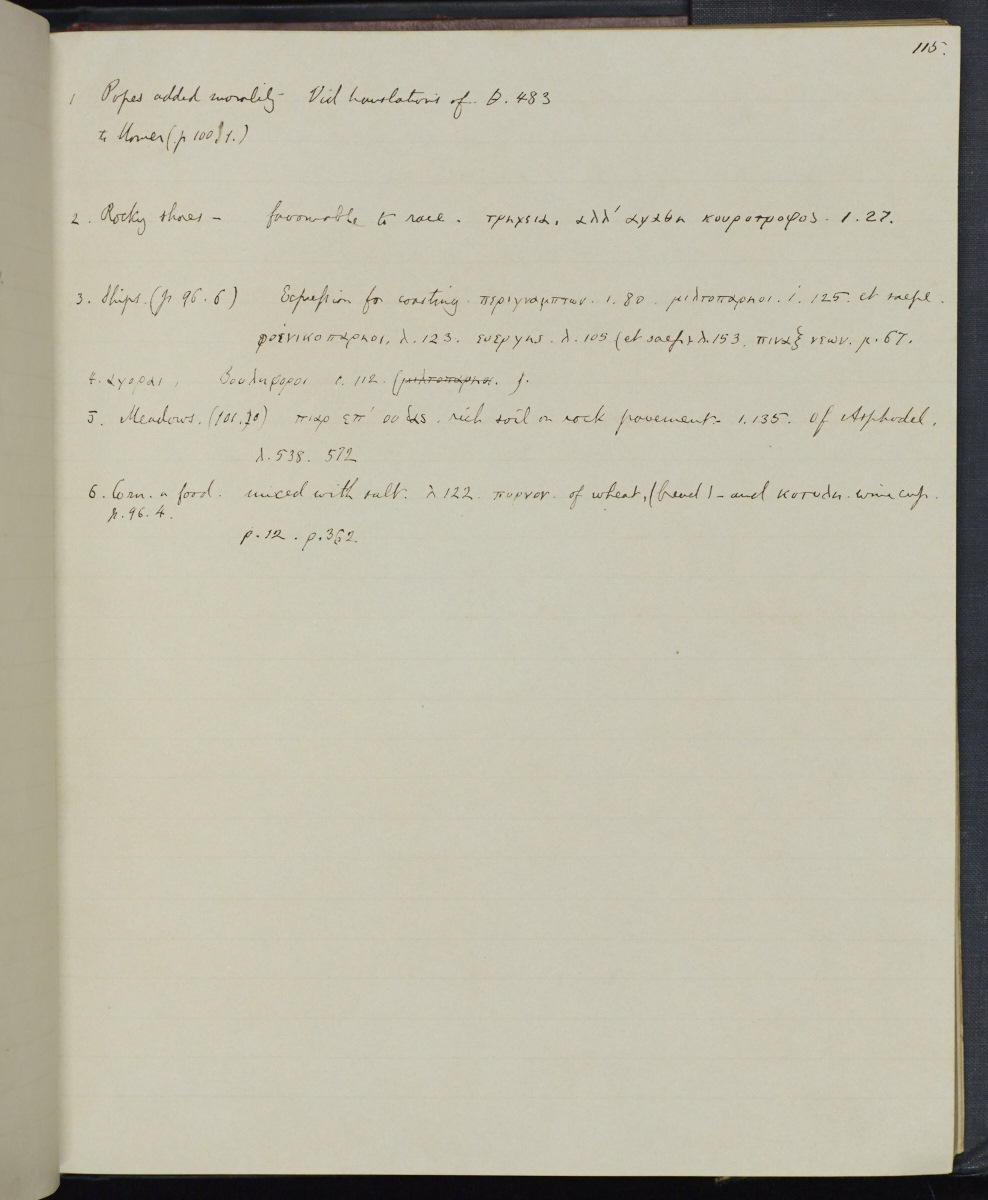 115.
1 Popes added morality Vid translations of θ. 483
to Homer (p 100 1.)
2. Rocky shores - favourable to race. τρηχεια, αλλ' αγαθη κουροτροφος. ι. 27.
3. Ships. (p 96. 6) Expression for coasting. περιγναμπτων. ι. 80. μιλτοπαρηοι. ι. 125. et saepe.
φοινικοπαρηοι, λ. 123. ευεργης. λ. 105 (et saepe λ. 153. πιναξ νεων. μ. 67.
4. αγοραι, βουληφοροι ι. 112. (μιλτοπαρηοι. ).
5. Meadows. (101. 10) πιαρ επ' ουδας. rich soil on rock pavement. ι. 135. Of Asphodel.
λ. 538. 572
6. Corn. a food. mixed with salt. λ 122. πυρνον. of wheat, (bread) - and κοτυλη. wine cup.
p. 96. 4.
ρ. 12. ρ. 362.